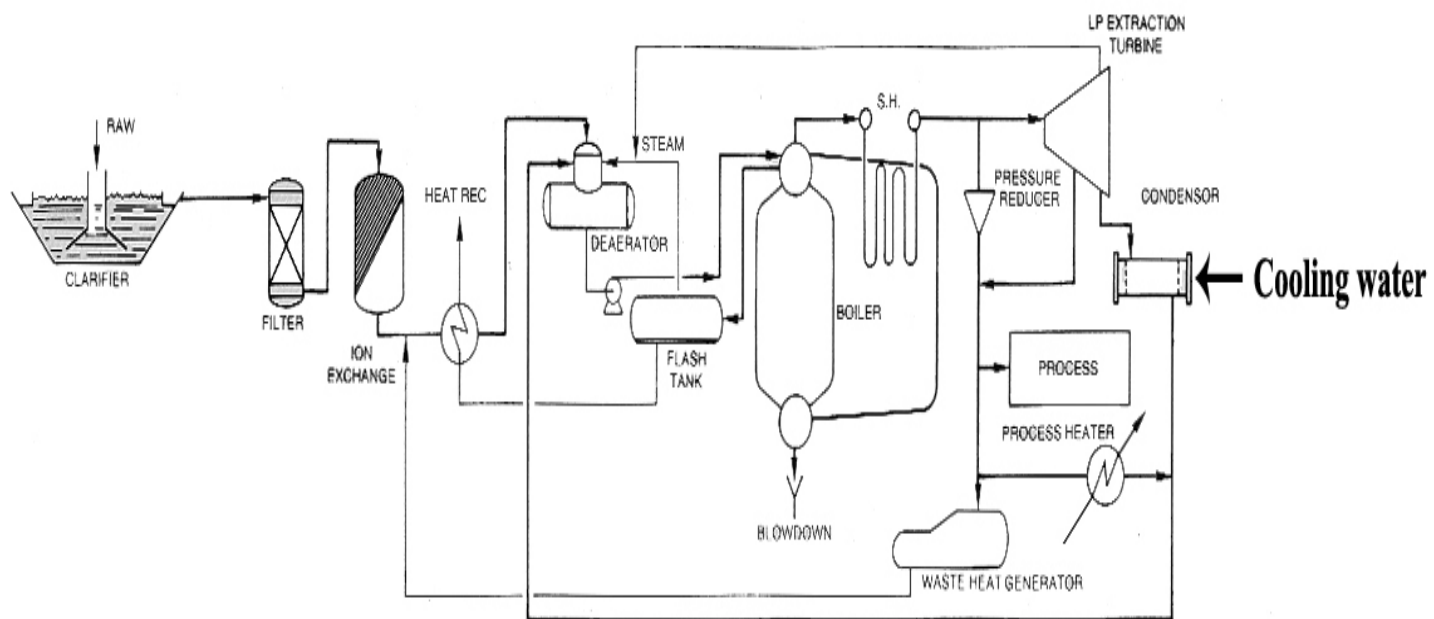 LP EXTRACTION
TURBINE
RAW
S.H.
STEAM
HEAT REC
PRESSURE
REDUCER
CONDENSOR
CLARIFIER
DEAERATOR
Cooling water
FILTER
BOILER
ION
EXCHANGE
FLASH
TANK
PROCESS
PROCESS HEATER
BLOWDOWN
WASTE HEAT GENERATOR